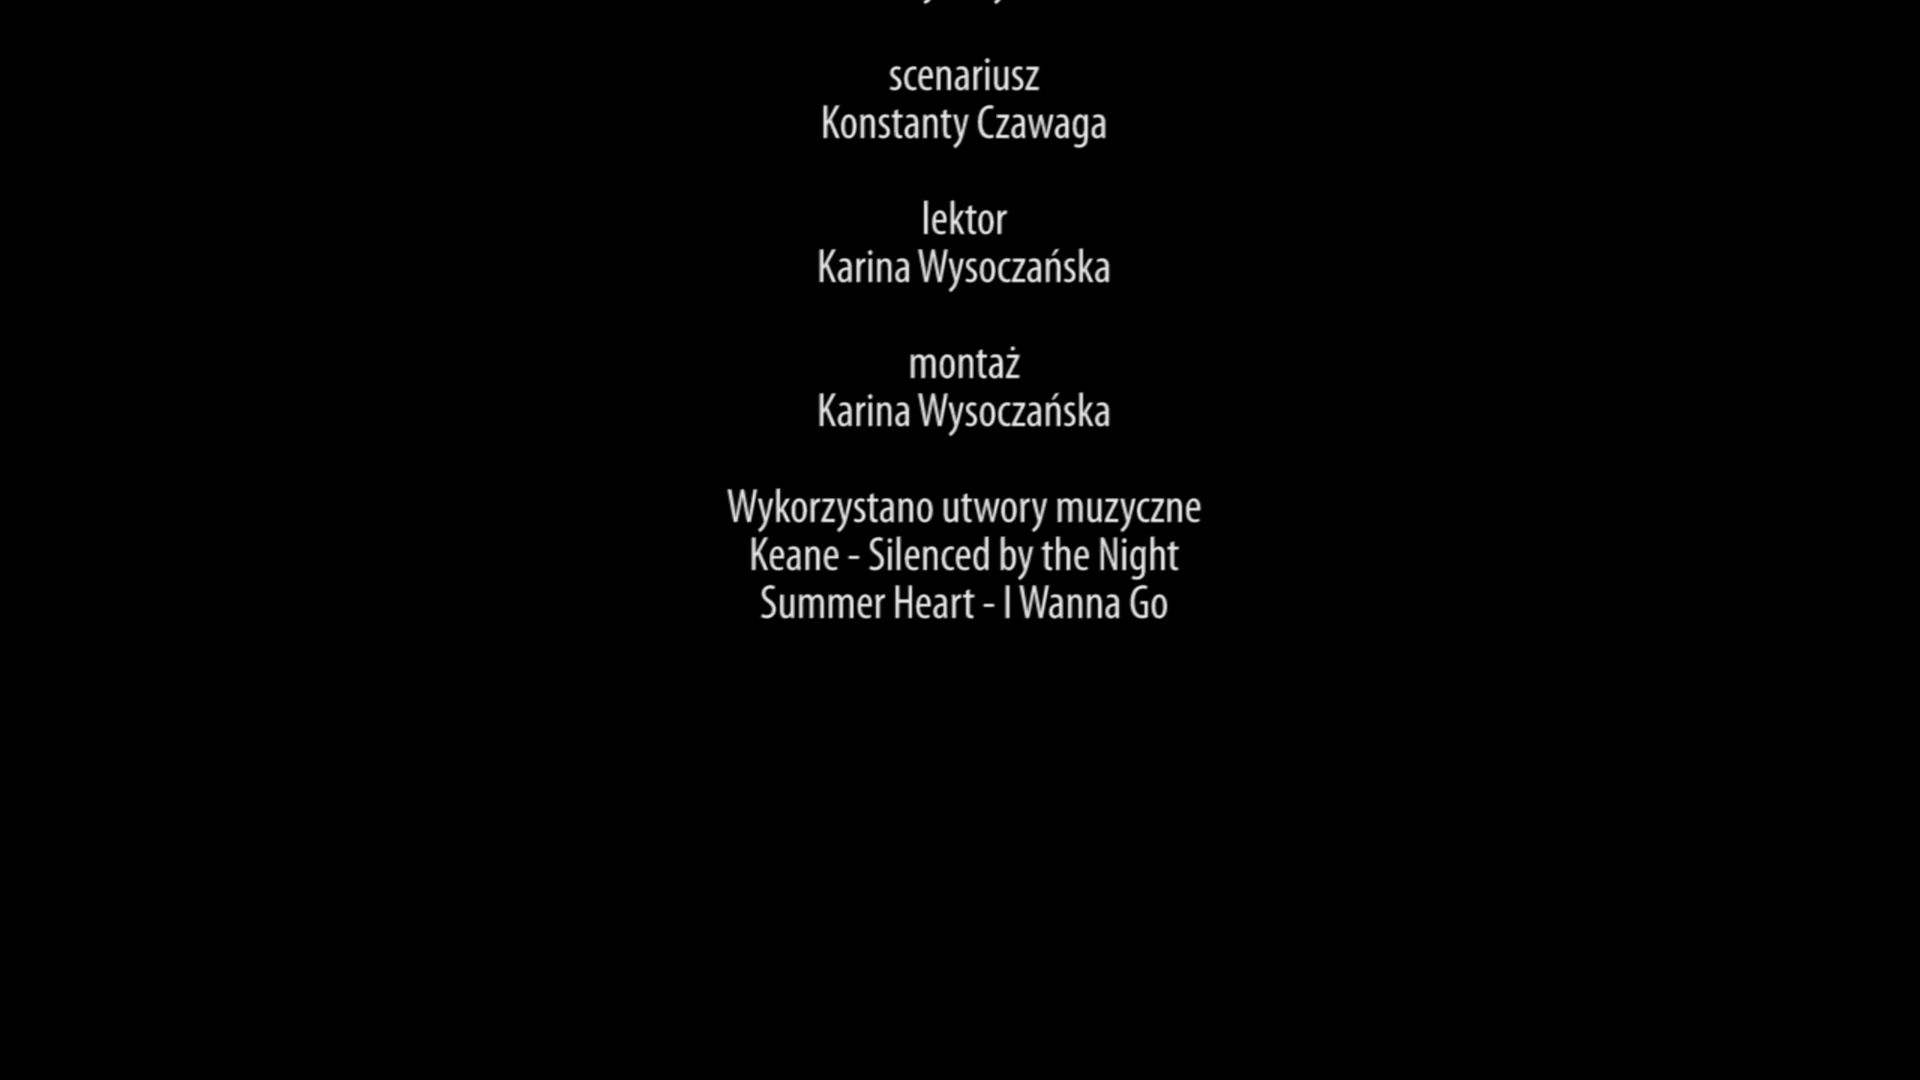 scenariusz
Konstanty Czawaga
lektor
Karina Wysoczańska
montaż
Karina Wysoczańska
Wykorzystano utwory muzyczne
Keane - Silenced by the Night
Summer Heart - I Wanna Go